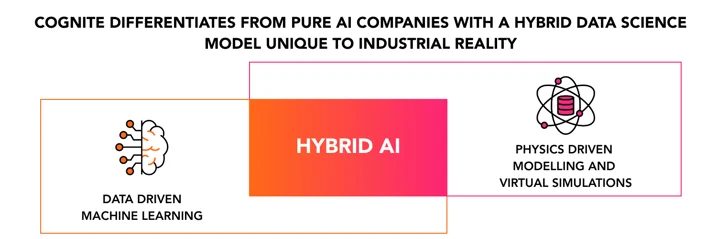 COGNITE DIFFERENTIATES FROM PURE AI COMPANIES WITH A HYBRID DATA SCIENCE
MODEL UNIQUE TO INDUSTRIAL REALITY
DATA DRIVEN
MACHINE LEARNING
HYBRID AI
PHYSICS DRIVEN
MODELLING AND
VIRTUAL SIMULATIONS